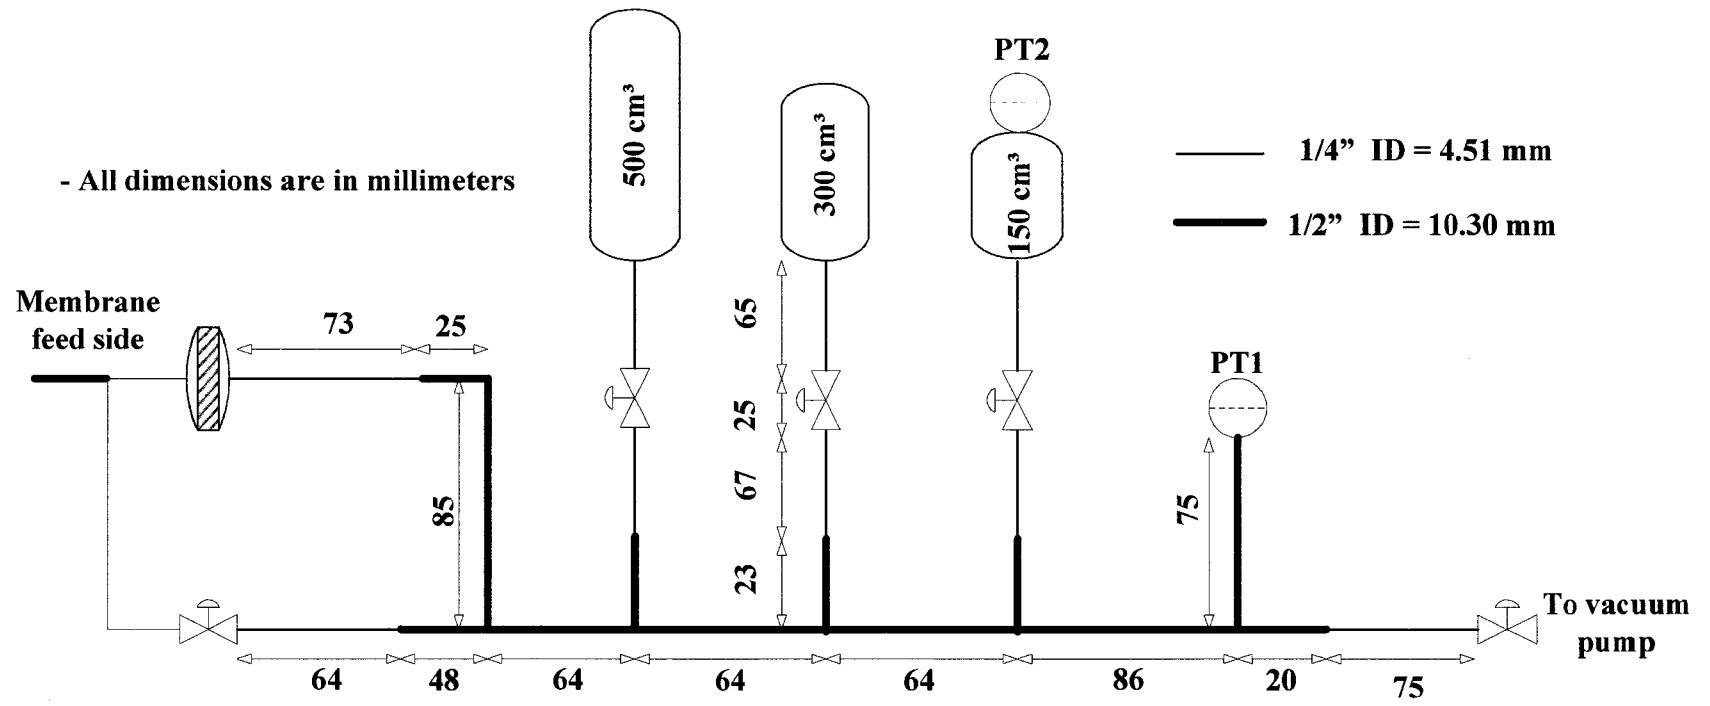 PT2
500 cm³
300 cm³
150 cm³
1/4” ID = 4.51 mm
- All dimensions are in millimeters
1/2” ID = 10.30 mm
Membrane
feed side
73
25
65
PT1
25
67
85
75
23
To vacuum
pump
64
48
64
64
64
86
20
75